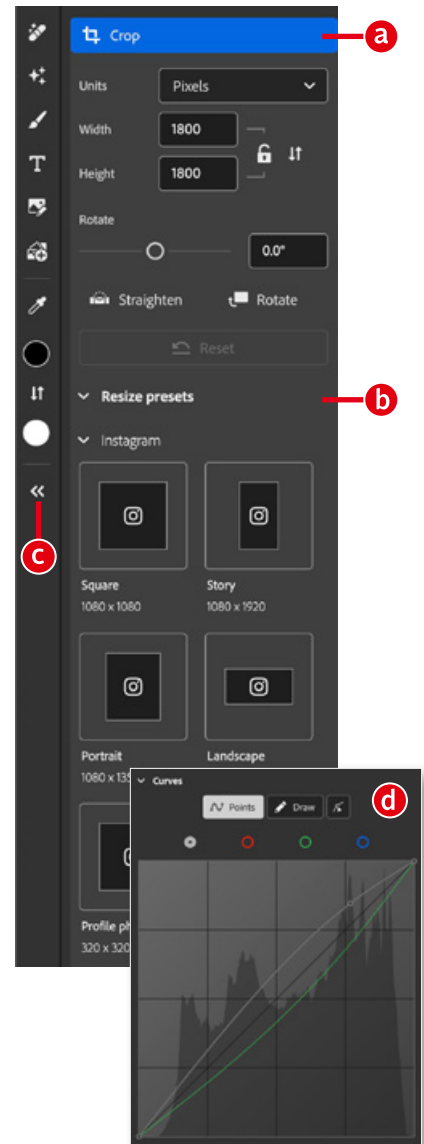 Crop
a
Units
Pixels
Width
1800
Height
1800
Rotate
0.0°
Straighten
Rotate
Reset
Resize presets
b
Instagram
c
Square
Story
1080 x 1080
1080 x 1920
Portrait
Landscape
1080 x 135
Curves
d
Points
Draw
Profile ph
320 x 320
T